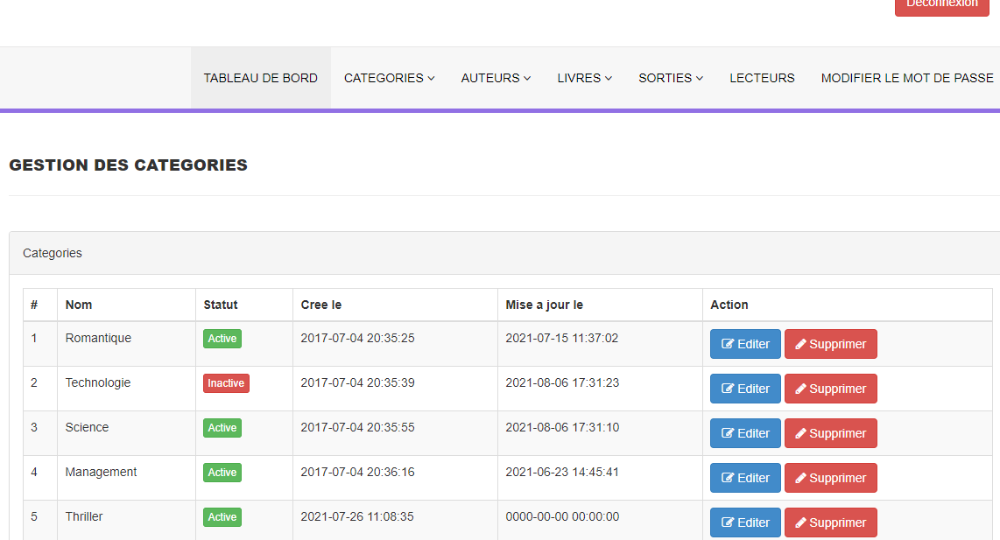 Déconnexion
TABLEAU DE BORD CATEGORIES AUTEURS LIVRES SORTIES LECTEURS MODIFIER LE MOT DE PASSE
GESTION DES CATEGORIES
Categories
# Nom Statut Cree le Mise a jour le Action
1 Romantique Active 2017-07-04 20:35:25 2021-07-15 11:37:02 Editer Supprimer
2 Technologie Inactive 2017-07-04 20:35:39 2021-08-06 17:31:23 Editer Supprimer
3 Science Active 2017-07-04 20:35:55 2021-08-06 17:31:10 Editer Supprimer
4 Management Active 2017-07-04 20:36:16 2021-06-23 14:45:41 Editer Supprimer
5 Thriller Active 2021-07-26 11:08:35 0000-00-00 00:00:00 Editer Supprimer